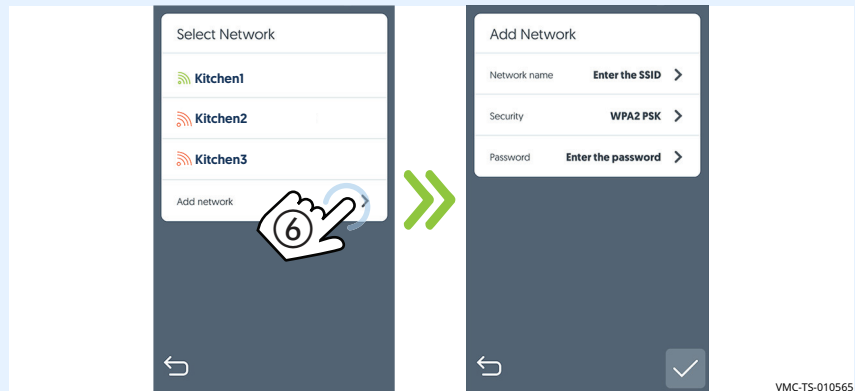 Select Network
Kitchen1
Kitchen2
Kitchen3
Add network
6
Add Network
Network name Enter the SSID
Security WPA2 PSK
Password Enter the password
VMC-TS-010565